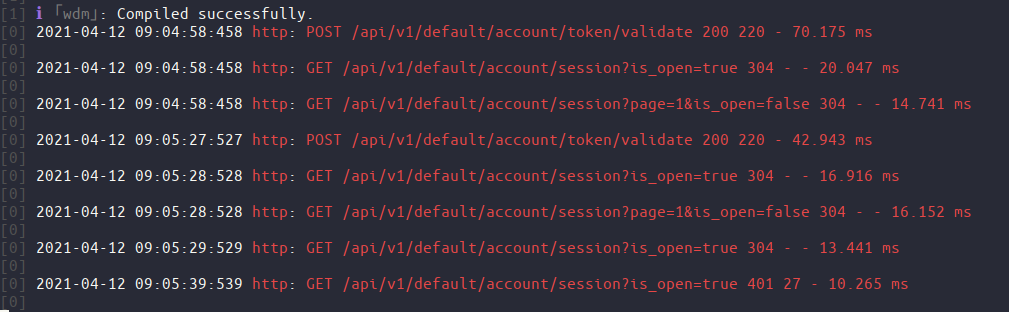 [1] ℹ 「wdm」: Compiled successfully.
[0] 2021-04-12 09:04:58:458 http: POST /api/v1/default/account/token/validate 200 220 - 70.175 ms
[0]
[0] 2021-04-12 09:04:58:458 http: GET /api/v1/default/account/session?is_open=true 304 - - 20.047 ms
[0]
[0] 2021-04-12 09:04:58:458 http: GET /api/v1/default/account/session?page=1&is_open=false 304 - - 14.741 ms
[0]
[0] 2021-04-12 09:05:27:527 http: POST /api/v1/default/account/token/validate 200 220 - 42.943 ms
[0]
[0] 2021-04-12 09:05:28:528 http: GET /api/v1/default/account/session?is_open=true 304 - - 16.916 ms
[0]
[0] 2021-04-12 09:05:28:528 http: GET /api/v1/default/account/session?page=1&is_open=false 304 - - 16.152 ms
[0]
[0] 2021-04-12 09:05:29:529 http: GET /api/v1/default/account/session?is_open=true 304 - - 13.441 ms
[0]
[0] 2021-04-12 09:05:39:539 http: GET /api/v1/default/account/session?is_open=true 401 27 - 10.265 ms
[0]